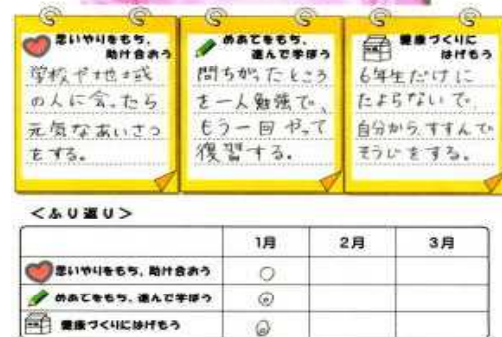 思いやりをもち、
助け合おう
学校や地域
の人に会ったら
元気なあいさつ
をする。
めあてをもち、
進んで学ぼう
間ちがったところ
を一人勉強で、
もう一回やって
復習する。
健康づくりに
はげもう
6年生だけに
たよらないで、
自分から、すすんで
そうじをする。
<ふり返り>
1月 2月 3月
思いやりをもち、助け合おう ○
めあてをもち、進んで学ぼう ◎
健康づくりにはげもう ◎